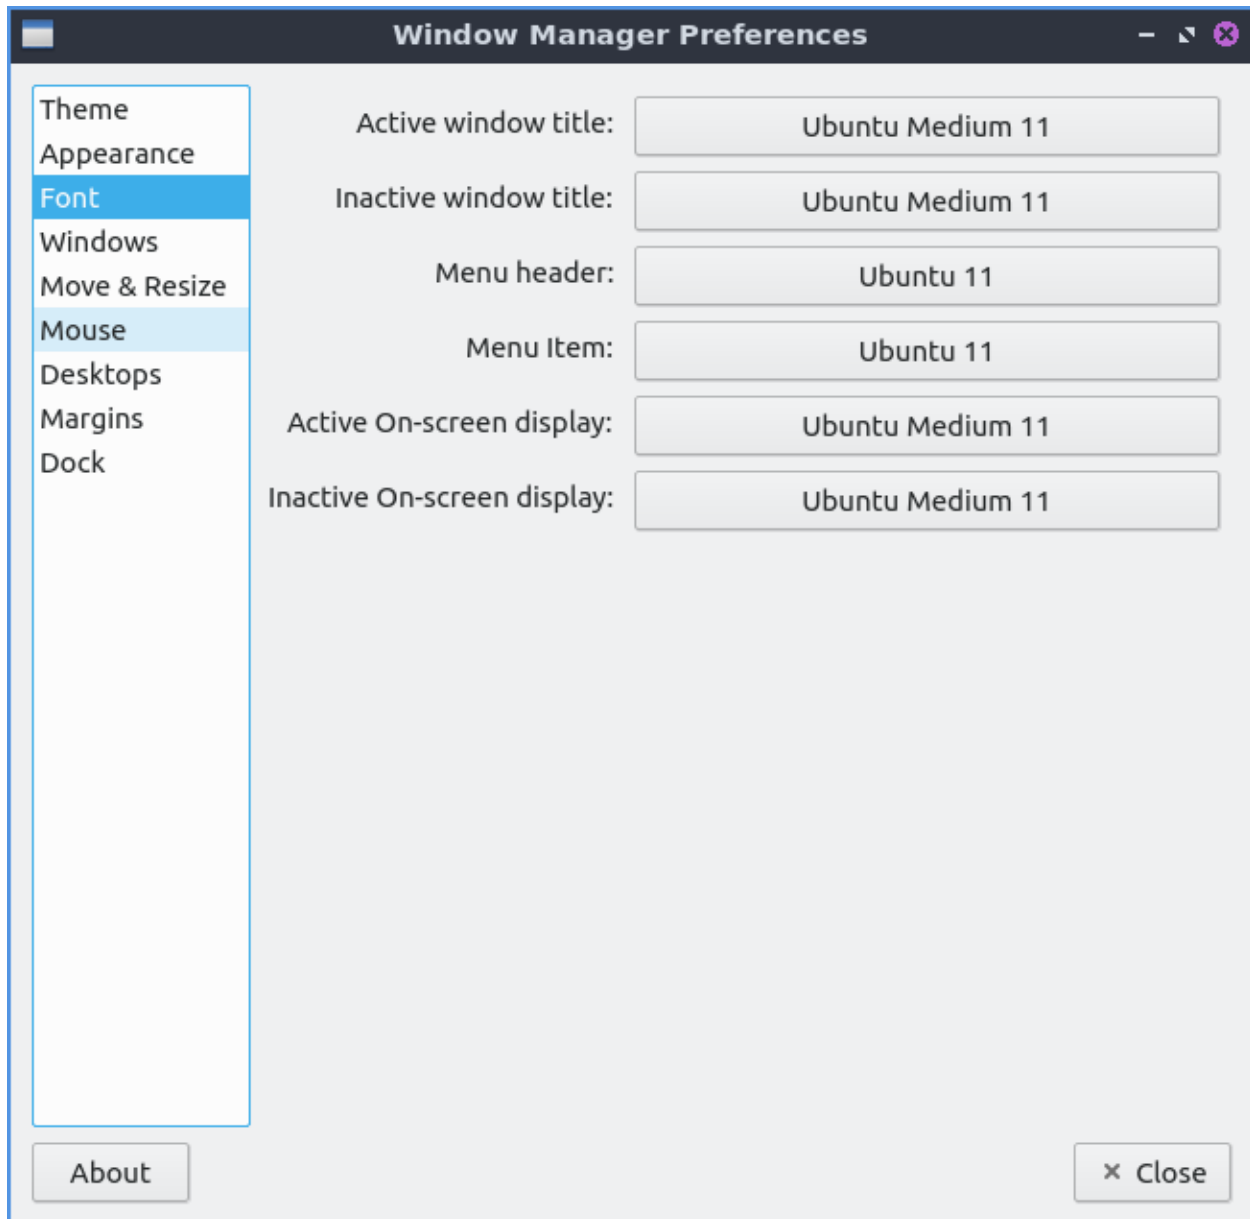 Window Manager Preferences
Theme
Appearance
Font
Windows
Move & Resize
Mouse
Desktops
Margins
Dock
Active window title: Ubuntu Medium 11
Inactive window title: Ubuntu Medium 11
Menu header: Ubuntu 11
Menu Item: Ubuntu 11
Active On-screen display: Ubuntu Medium 11
Inactive On-screen display: Ubuntu Medium 11
About
Close